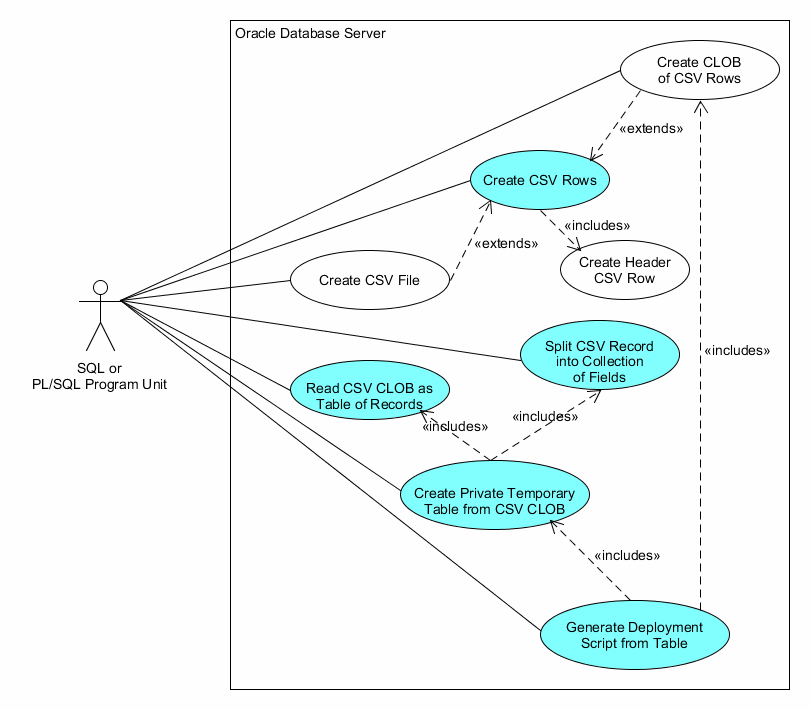 Oracle Database Server
Create CLOB
of CSV Rows
«extends»
Create CSV Rows
«includes»
«extends»
Create Header
CSV Row
Create CSV File
SQL or
PL/SQL Program Unit
Split CSV Record
into Collection
of Fields
«includes»
Read CSV CLOB as
Table of Records
«includes»
«includes»
Create Private Temporary
Table from CSV CLOB
«includes»
Generate Deployment
Script from Table